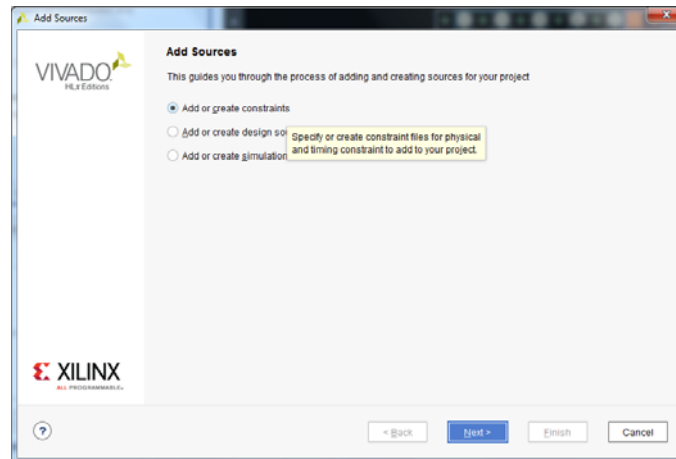 Add Sources
VIVADO
HLx Editions
Add Sources
This guides you through the process of adding and creating sources for your project
Add or create constraints
Add or create design so
Specify or create constraint files for physical
and timing constraint to add to your project.
Add or create simulation
XILINX
ALL PROGRAMMABLE.
?
< Back
Next >
Finish
Cancel